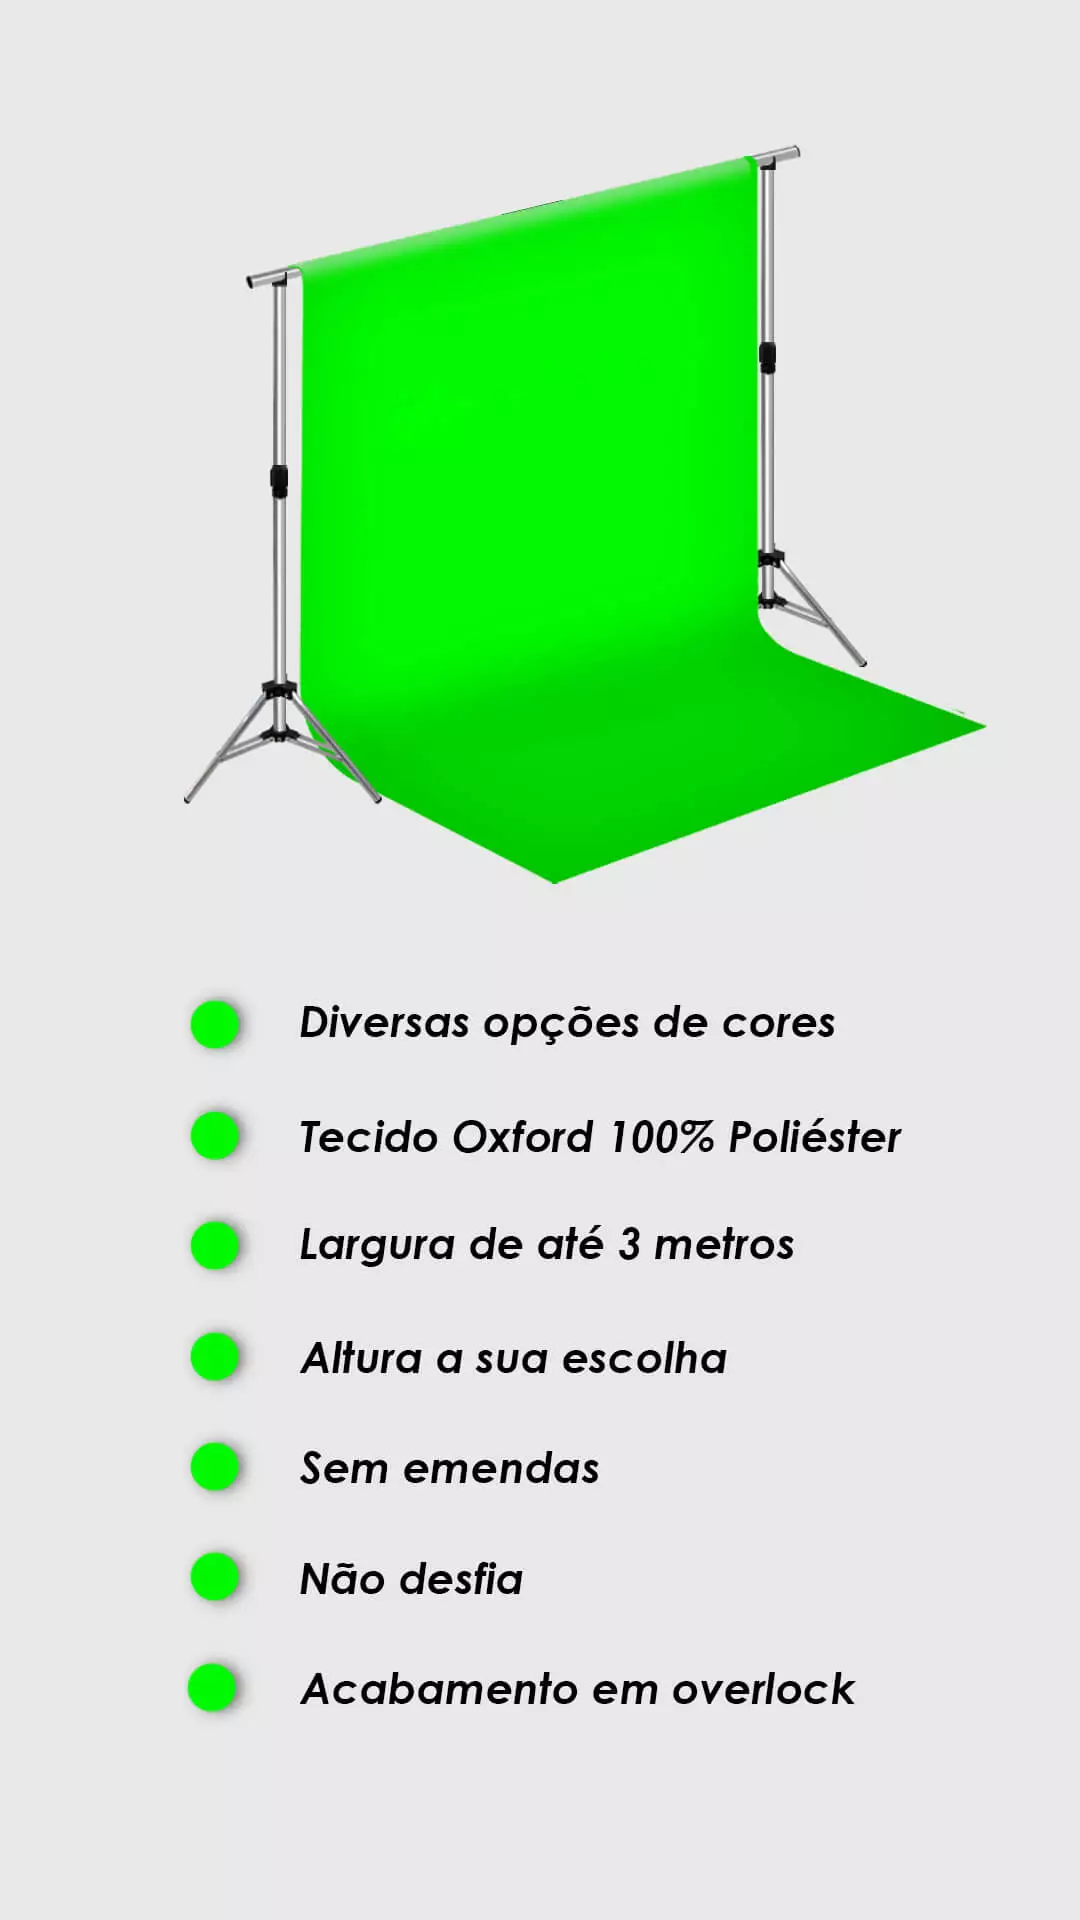 Diversas opções de cores
Tecido Oxford 100% Poliéster
Largura de até 3 metros
Altura a sua escolha
Sem emendas
Não desfia
Acabamento em overlock